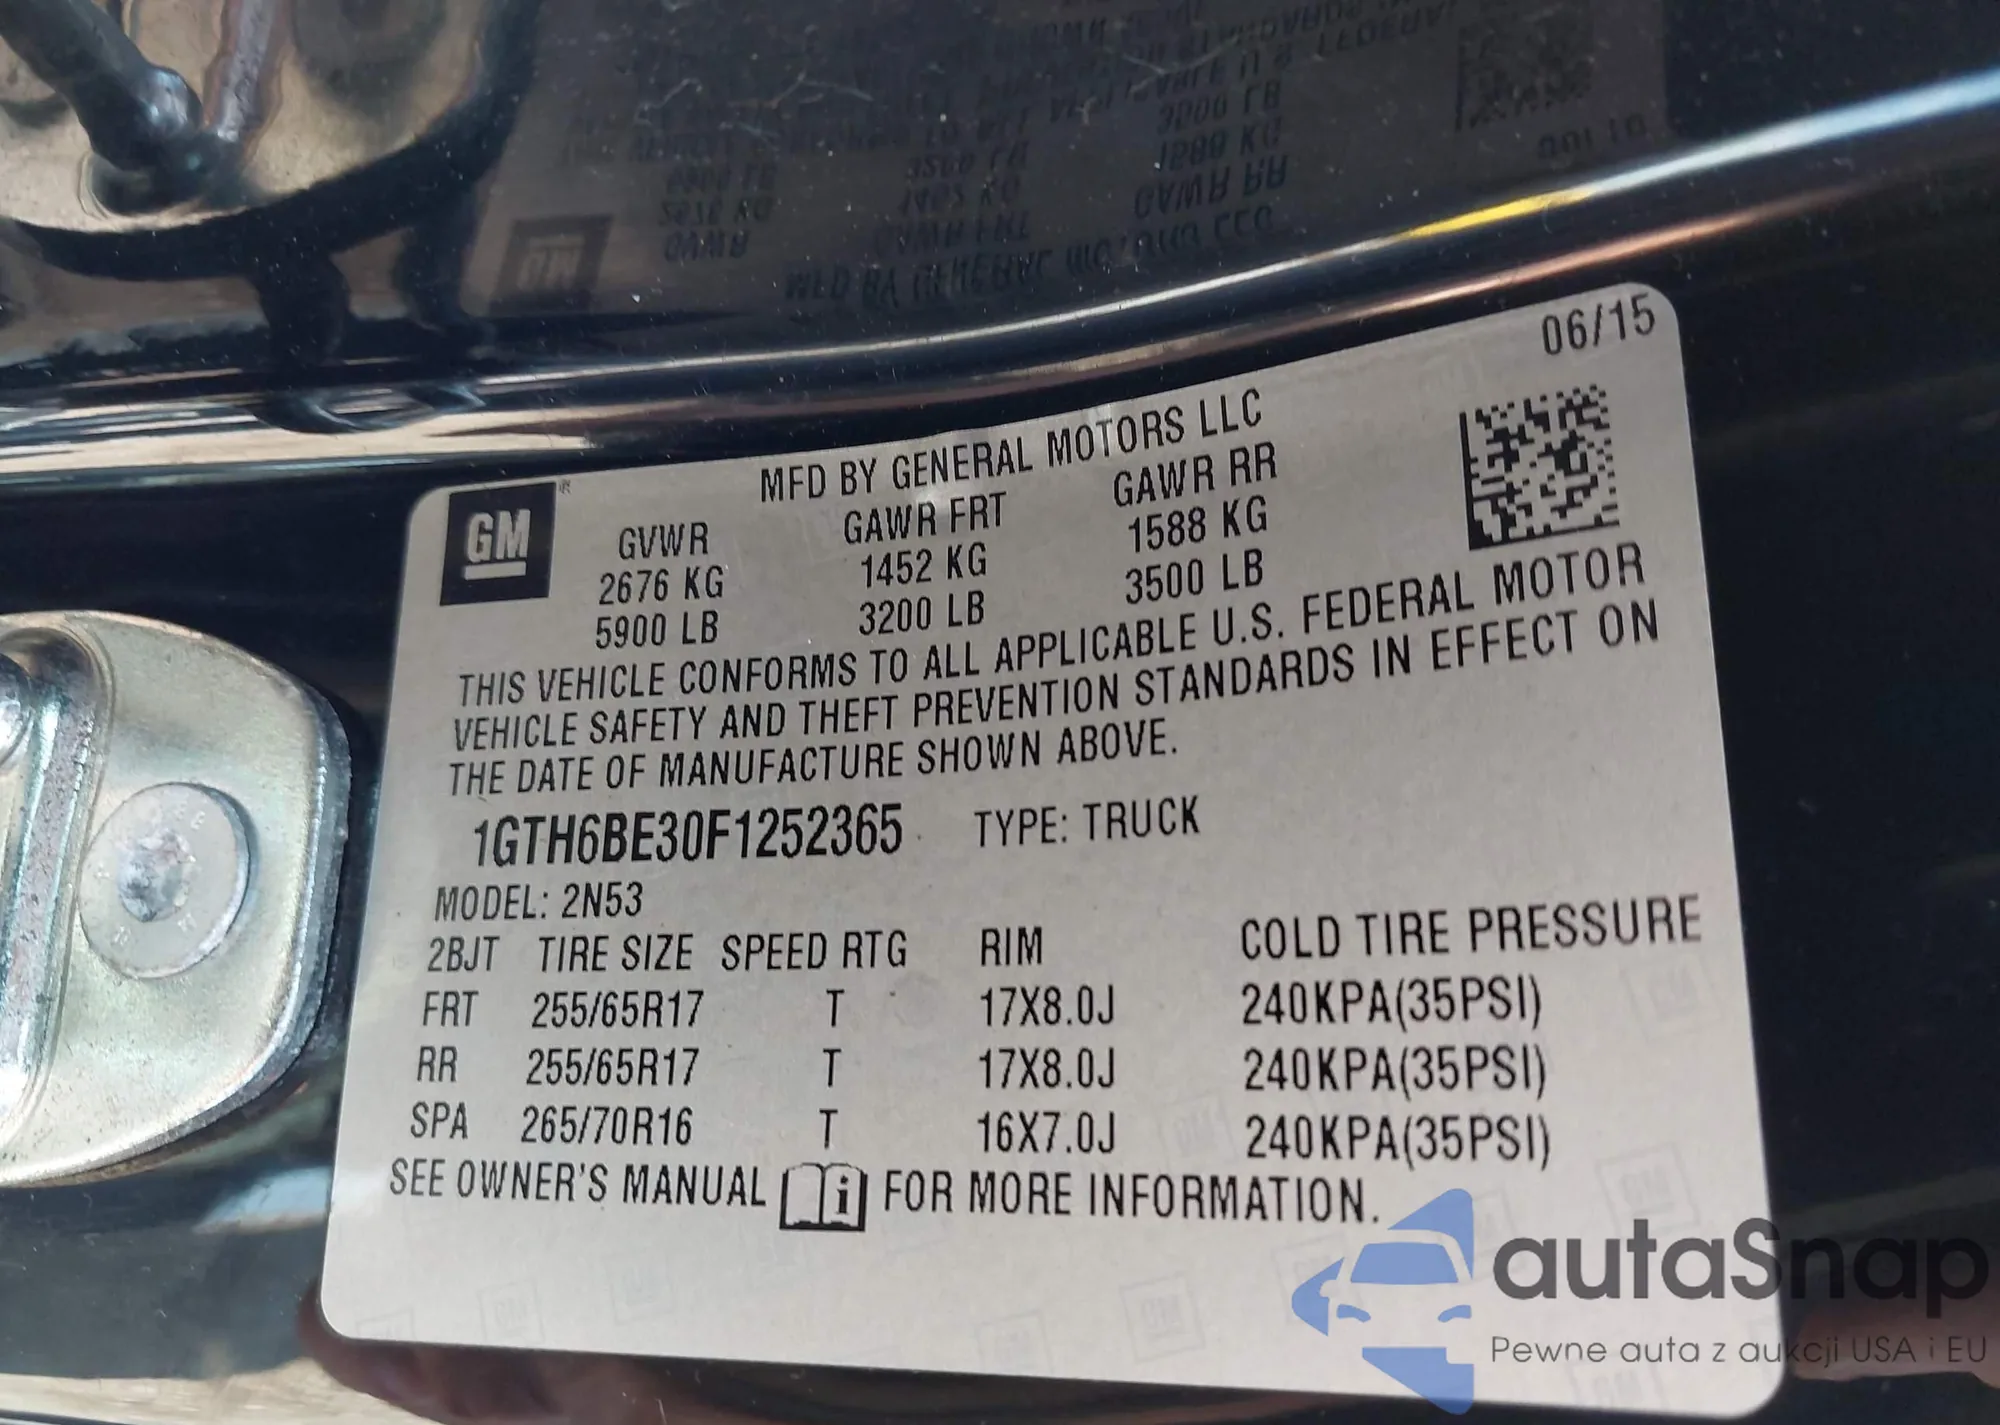 06/15
MFD BY GENERAL MOTORS LLC
GM
GVWR GAWR FRT GAWR RR
2676 KG 1452 KG 1588 KG
5900 LB 3200 LB 3500 LB
THIS VEHICLE CONFORMS TO ALL APPLICABLE U.S. FEDERAL MOTOR
VEHICLE SAFETY AND THEFT PREVENTION STANDARDS IN EFFECT ON
THE DATE OF MANUFACTURE SHOWN ABOVE.
1GTH6BE30F1252365 TYPE: TRUCK
MODEL: 2N53
2BJT TIRE SIZE SPEED RTG RIM COLD TIRE PRESSURE
FRT 255/65R17 T 17X8.0J 240KPA(35PSI)
RR 255/65R17 T 17X8.0J 240KPA(35PSI)
SPA 265/70R16 T 16X7.0J 240KPA(35PSI)
SEE OWNER'S MANUAL i FOR MORE INFORMATION.
autaSnap
Pewne auta z aukcji USA i EU